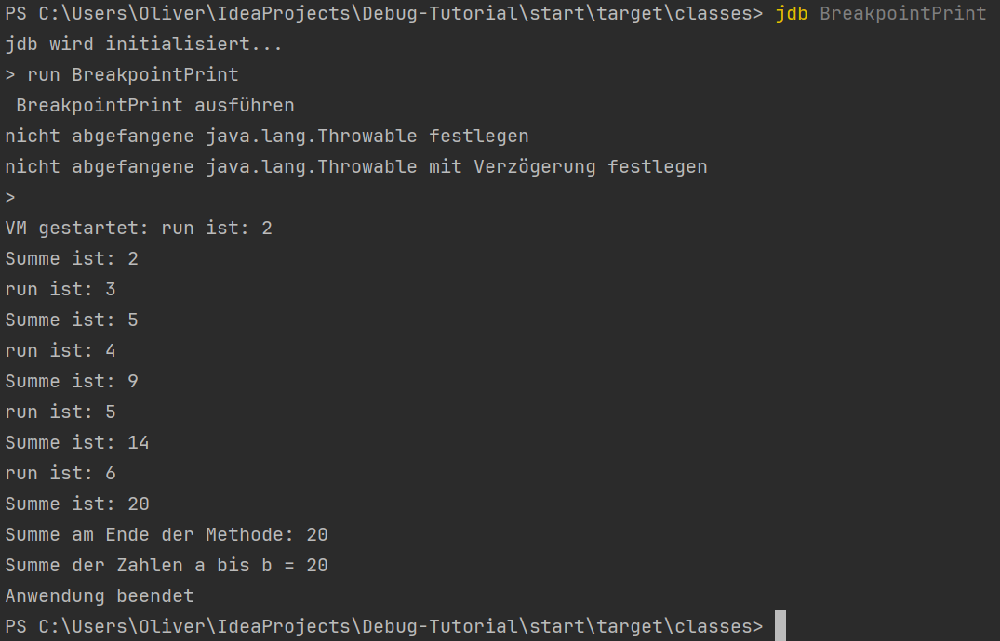 PS C:\Users\Oliver\IdeaProjects\Debug-Tutorial\start\target\classes> jdb BreakpointPrint
jdb wird initialisiert...
> run BreakpointPrint
 BreakpointPrint ausführen
nicht abgefangene java.lang.Throwable festlegen
nicht abgefangene java.lang.Throwable mit Verzögerung festlegen
>
VM gestartet: run ist: 2
Summe ist: 2
run ist: 3
Summe ist: 5
run ist: 4
Summe ist: 9
run ist: 5
Summe ist: 14
run ist: 6
Summe ist: 20
Summe am Ende der Methode: 20
Summe der Zahlen a bis b = 20
Anwendung beendet
PS C:\Users\Oliver\IdeaProjects\Debug-Tutorial\start\target\classes>